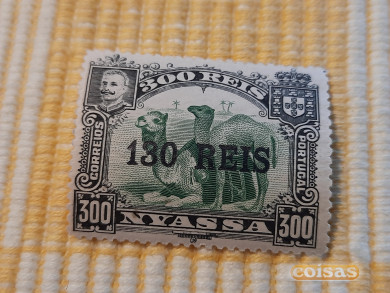 300 REIS
CORREIOS
PORTUGAL
130 REIS
300
NYASSA
300
coisas